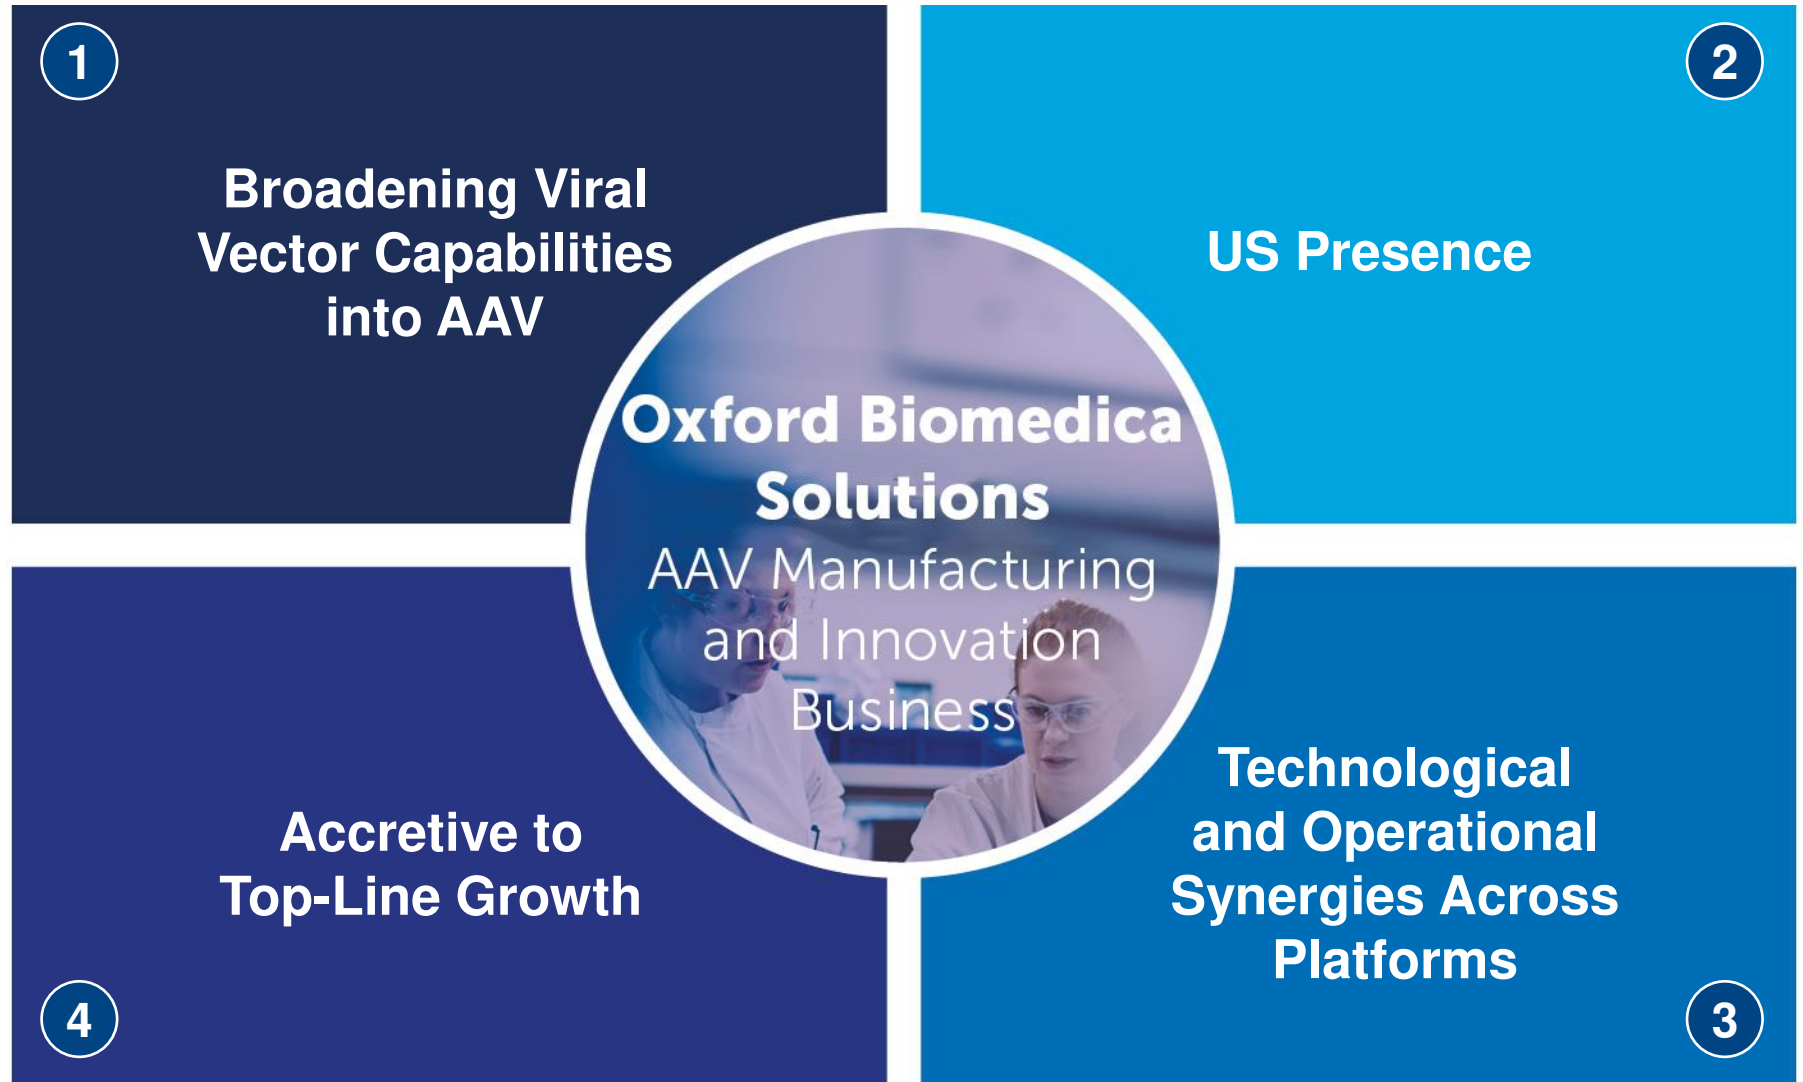 1
Broadening Viral
Vector Capabilities
into AAV
2
US Presence
Oxford Biomedica
Solutions
AAV Manufacturing
and Innovation
Business
Technological
and Operational
Synergies Across
Platforms
3
Accretive to
Top-Line Growth
4